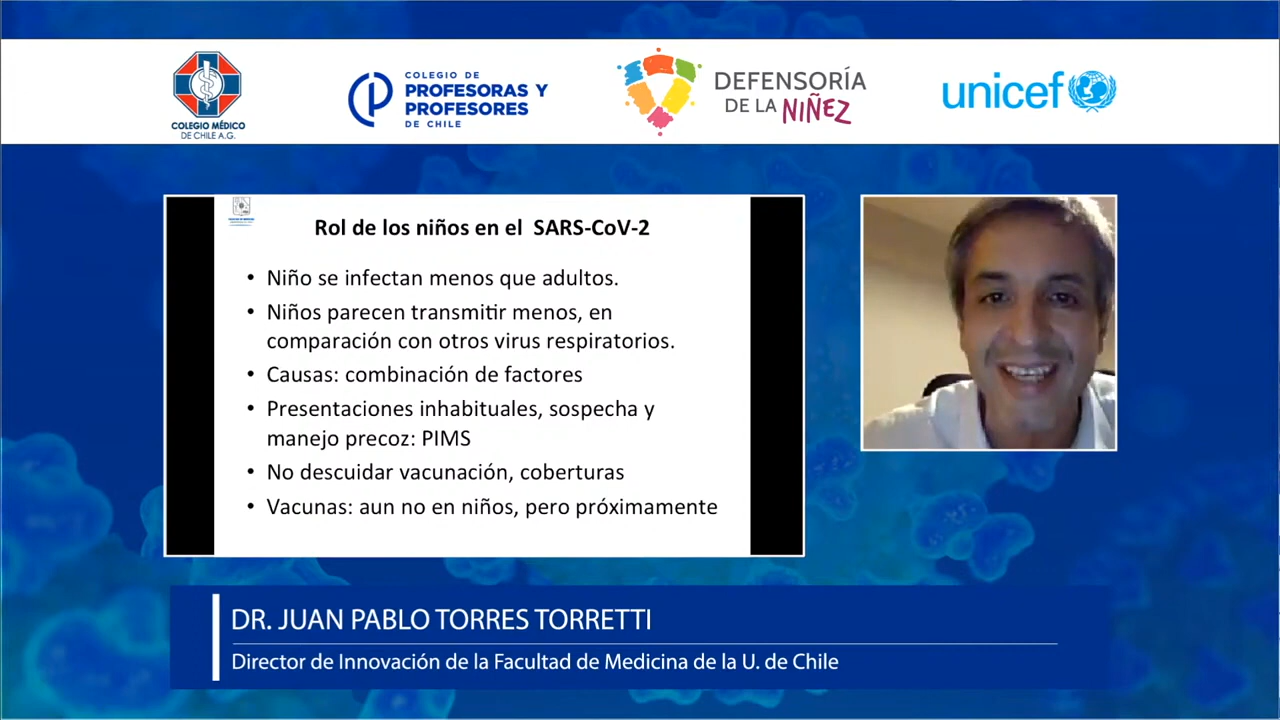 COLEGIO MÉDICO
DE CHILE A.G.
COLEGIO DE
PROFESORAS Y
PROFESORES
DE CHILE
DEFENSORÍA
DE LA NIÑEZ
unicef
Rol de los niños en el SARS-CoV-2
• Niño se infectan menos que adultos.
• Niños parecen transmitir menos, en
comparación con otros virus respiratorios.
• Causas: combinación de factores
• Presentaciones inhabituales, sospecha y
manejo precoz: PIMS
• No descuidar vacunación, coberturas
• Vacunas: aun no en niños, pero próximamente
DR. JUAN PABLO TORRES TORRETTI
Director de Innovación de la Facultad de Medicina de la U. de Chile